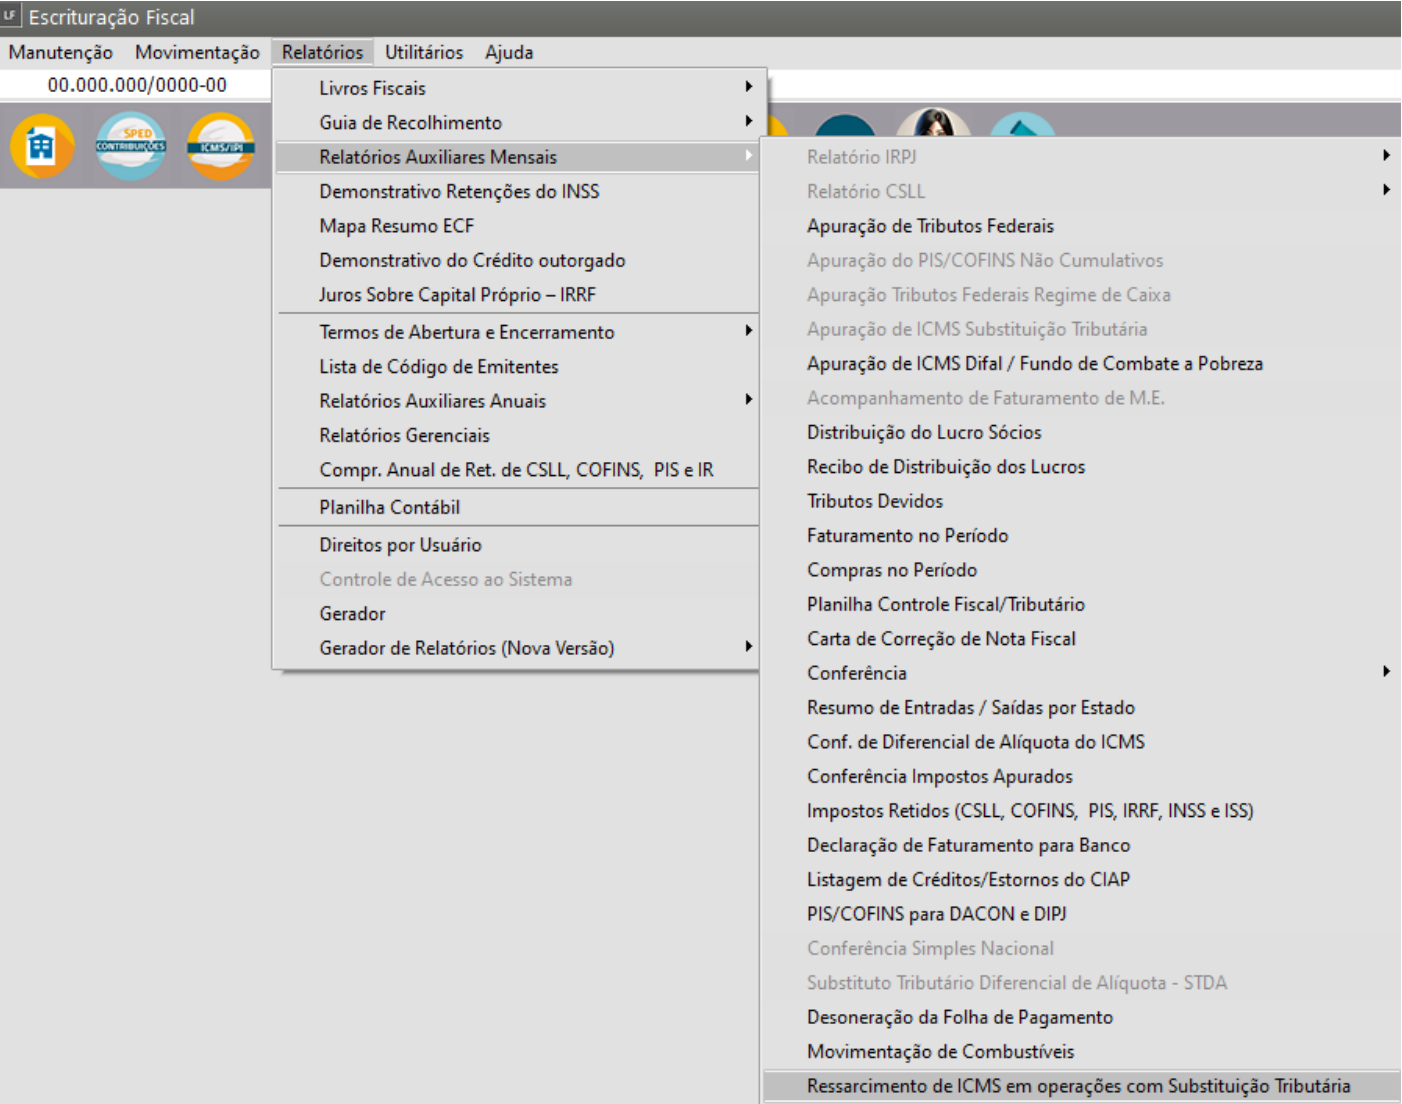 LF Escrituração Fiscal
Manutenção Movimentação Relatórios Utilitários Ajuda
00.000.000/0000-00
SPED
CONTRIBUIÇÕES
ICMS/IPI
Livros Fiscais
Guia de Recolhimento
Relatórios Auxiliares Mensais
Demonstrativo Retenções do INSS
Mapa Resumo ECF
Demonstrativo do Crédito outorgado
Juros Sobre Capital Próprio – IRRF
Termos de Abertura e Encerramento
Lista de Código de Emitentes
Relatórios Auxiliares Anuais
Relatórios Gerenciais
Compr. Anual de Ret. de CSLL, COFINS, PIS e IR
Planilha Contábil
Direitos por Usuário
Controle de Acesso ao Sistema
Gerador
Gerador de Relatórios (Nova Versão)
Relatório IRPJ
Relatório CSLL
Apuração de Tributos Federais
Apuração do PIS/COFINS Não Cumulativos
Apuração Tributos Federais Regime de Caixa
Apuração de ICMS Substituição Tributária
Apuração de ICMS Difal / Fundo de Combate a Pobreza
Acompanhamento de Faturamento de M.E.
Distribuição do Lucro Sócios
Recibo de Distribuição dos Lucros
Tributos Devidos
Faturamento no Período
Compras no Período
Planilha Controle Fiscal/Tributário
Carta de Correção de Nota Fiscal
Conferência
Resumo de Entradas / Saídas por Estado
Conf. de Diferencial de Alíquota do ICMS
Conferência Impostos Apurados
Impostos Retidos (CSLL, COFINS, PIS, IRRF, INSS e ISS)
Declaração de Faturamento para Banco
Listagem de Créditos/Estornos do CIAP
PIS/COFINS para DACON e DIPJ
Conferência Simples Nacional
Substituto Tributário Diferencial de Alíquota - STDA
Desoneração da Folha de Pagamento
Movimentação de Combustíveis
Ressarcimento de ICMS em operações com Substituição Tributária